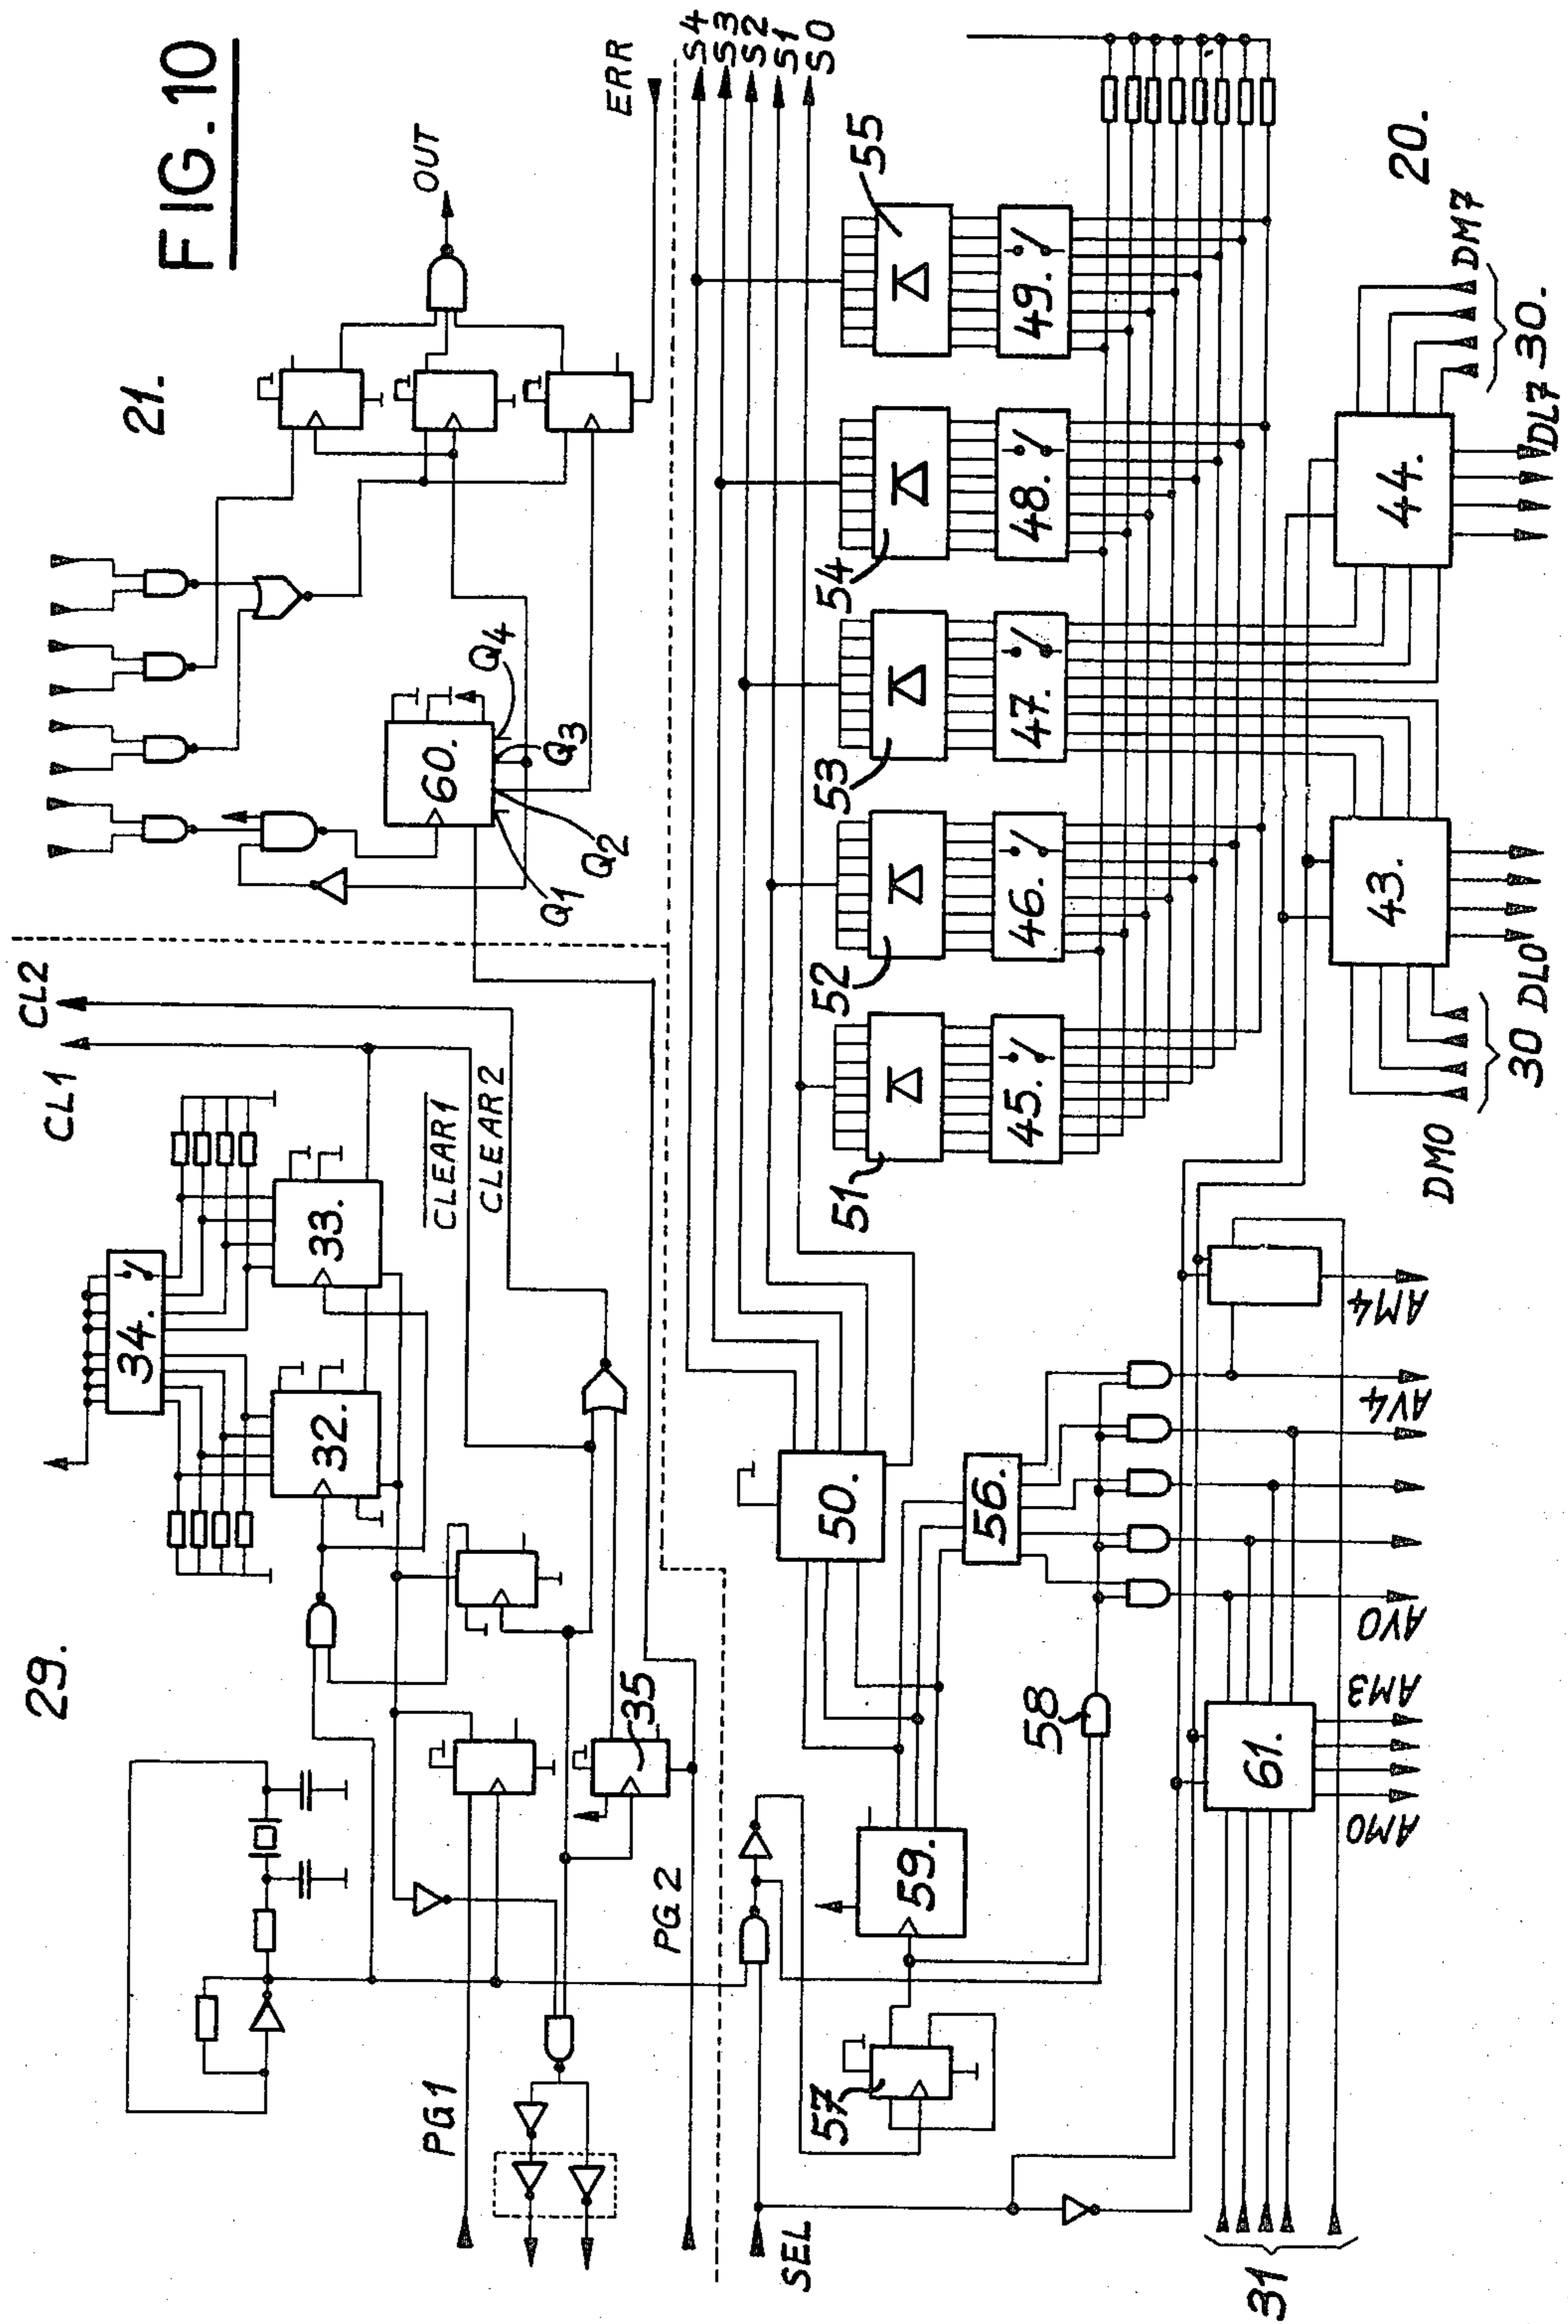 FIG. 10
29.
21.
CL1
CL2
34.
33.
32.
CLEAR1
CLEAR2
35
PG1
PG2
60.
Q1
Q2
Q3
Q4
OUT
ERR
S4
S3
S2
S1
S0
SEL
57
59.
58
50.
56.
51
52
53
54
55
45.
46.
47.
48.
49.
31
61.
AM0
AM3
AV0
AV4
AM4
DM0
30
DL0
43.
44.
DL7
30.
DM7
20.